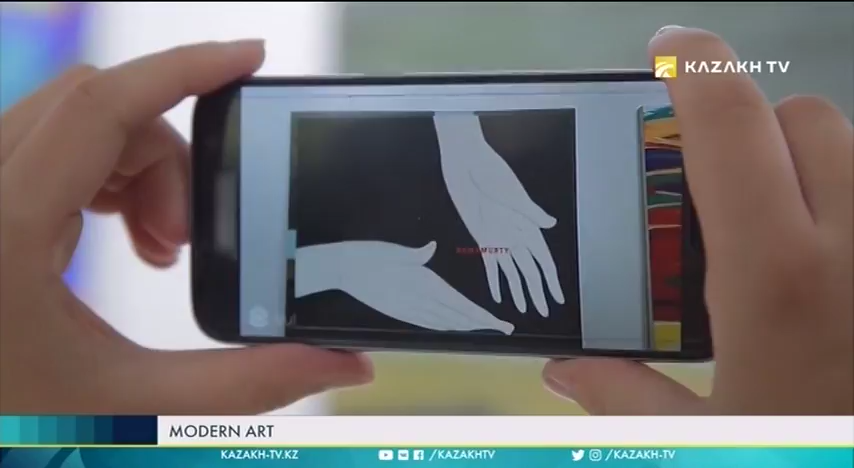 KAZAKH TV
MODERN ART
KAZAKH-TV.KZ
/KAZAKHTV
/KAZAKH-TV